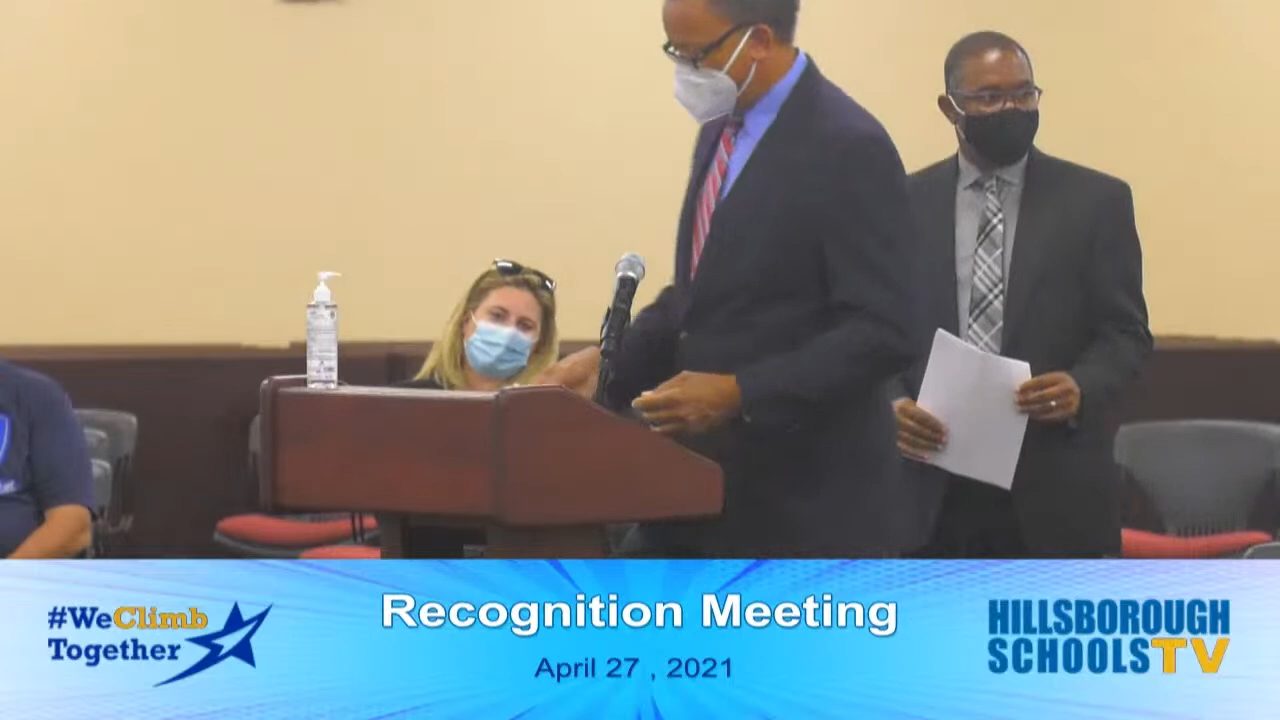 #WeClimb
Together
Recognition Meeting
April 27 , 2021
HILLSBOROUGH
SCHOOLSTV